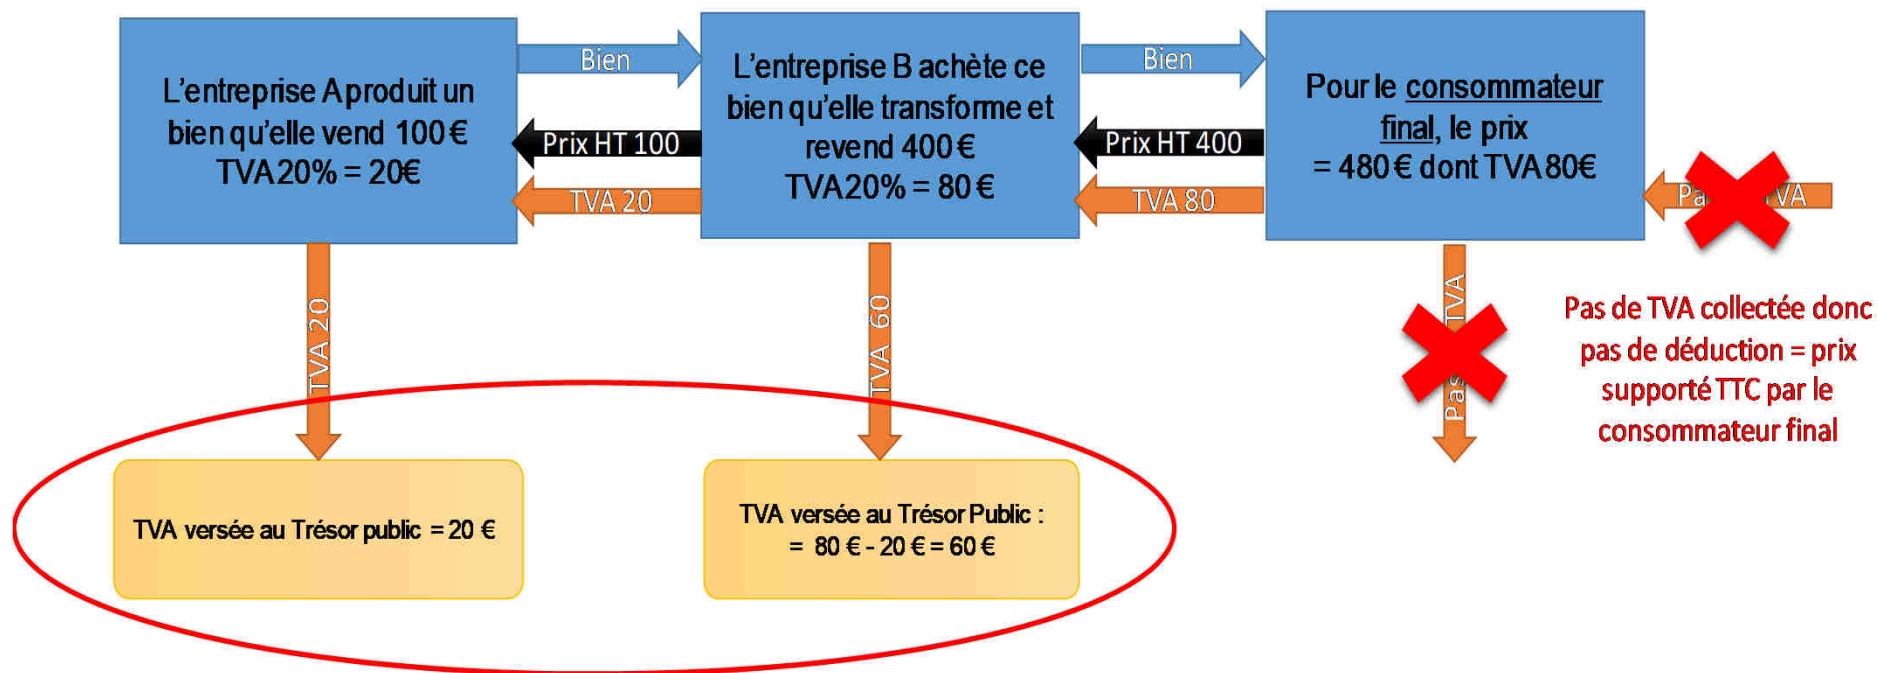 L'entreprise A produit un
bien qu'elle vend 100 €
TVA 20% = 20€
Bien
Prix HT 100
TVA 20
L'entreprise B achète ce
bien qu'elle transforme et
revend 400 €
TVA 20% = 80 €
Bien
Prix HT 400
TVA 80
Pour le consommateur
final, le prix
= 480 € dont TVA 80€
Pa TVA
TVA 20
TVA 60
Pas TVA
Pas de TVA collectée donc
pas de déduction = prix
supporté TTC par le
consommateur final
TVA versée au Trésor public = 20 €
TVA versée au Trésor Public :
= 80 € - 20 € = 60 €